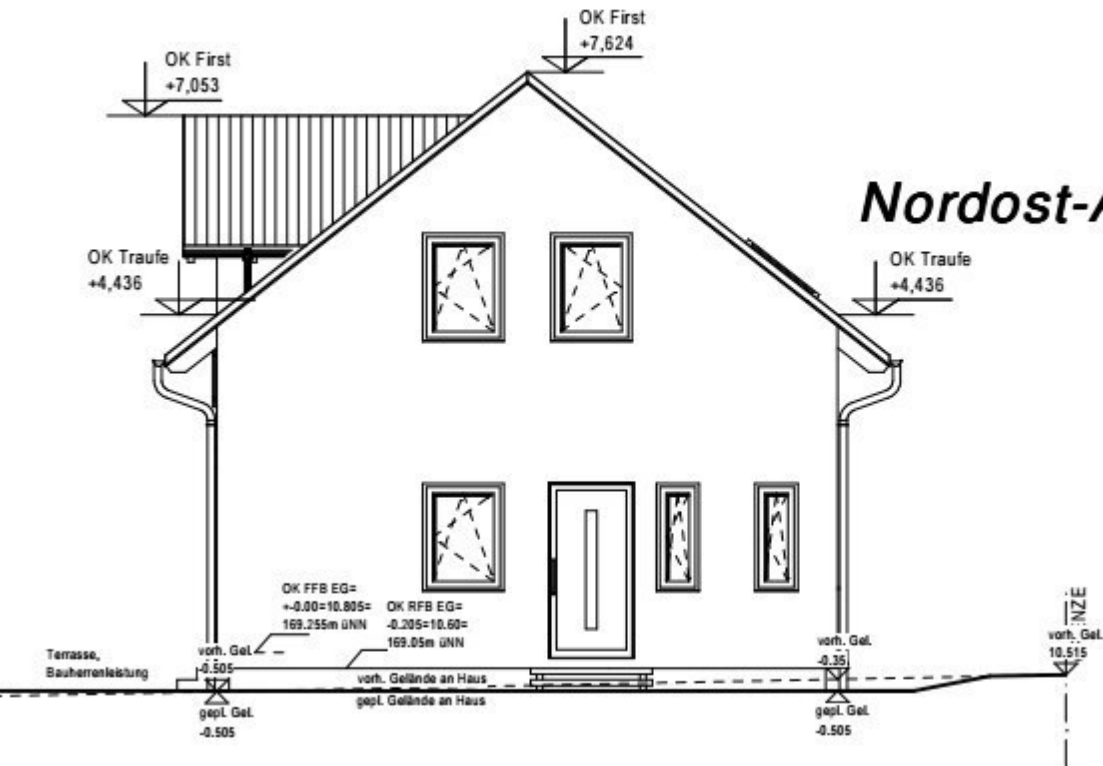 OK First
+7,624
OK First
+7,053
Nordost-A
OK Traufe
+4,436
OK Traufe
+4,436
OK FFB EG=
+-0.00=10.805=
169.255m üNN
OK RFB EG=
-0.205=10.60=
169.05m üNN
NZE
vorh. Gel.
10.515
Terrasse,
Bauherrenleistung
vorh. Gel.
-0.505
vorh. Gel.
-0.35
vorh. Gelände an Haus
gepl. Gelände an Haus
gepl. Gel.
-0.505
gepl. Gel.
-0.505